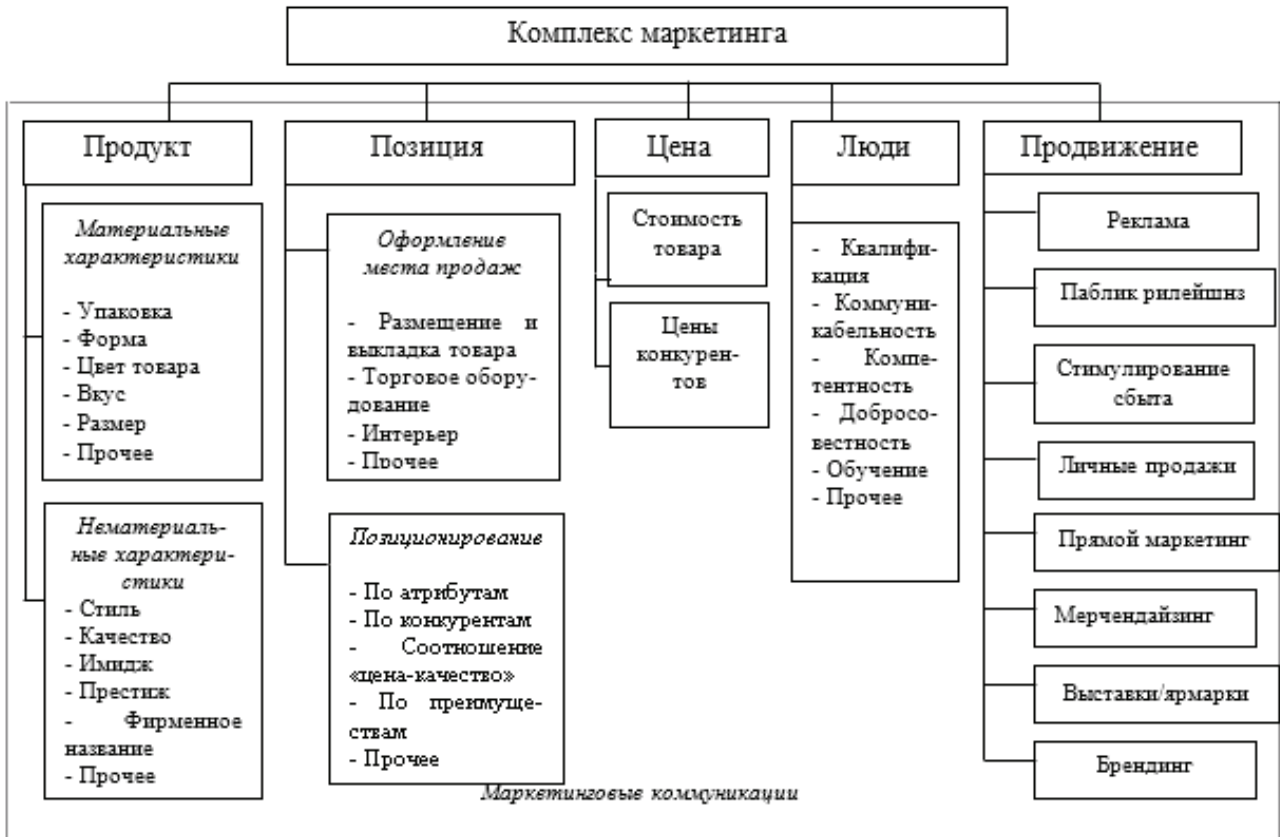 Комплекс маркетинга
Продукт
Позиция
Цена
Люди
Продвижение
Материальные
характеристики
- Упаковка
- Форма
- Цвет товара
- Вкус
- Размер
- Прочее
Нематериаль-
ные характери-
стики
- Стиль
- Качество
- Имидж
- Престиж
- Фирменное
название
- Прочее
Оформление
места продаж
- Размещение и
выкладка товара
- Торговое обору-
дование
- Интерьер
- Прочее
Позиционирование
- По атрибутам
- По конкурентам
- Соотношение
«цена-качество»
- По преимуще-
ствам
- Прочее
Стоимость
товара
Цены
конкурен-
тов
- Квалифи-
кация
- Коммуни-
кабельность
- Компе-
тентность
- Добросо-
вестность
- Обучение
- Прочее
Реклама
Паблик рилейшнз
Стимулирование
сбыта
Личные продажи
Прямой маркетинг
Мерчендайзинг
Выставки/ярмарки
Брендинг
Маркетинговые коммуникации